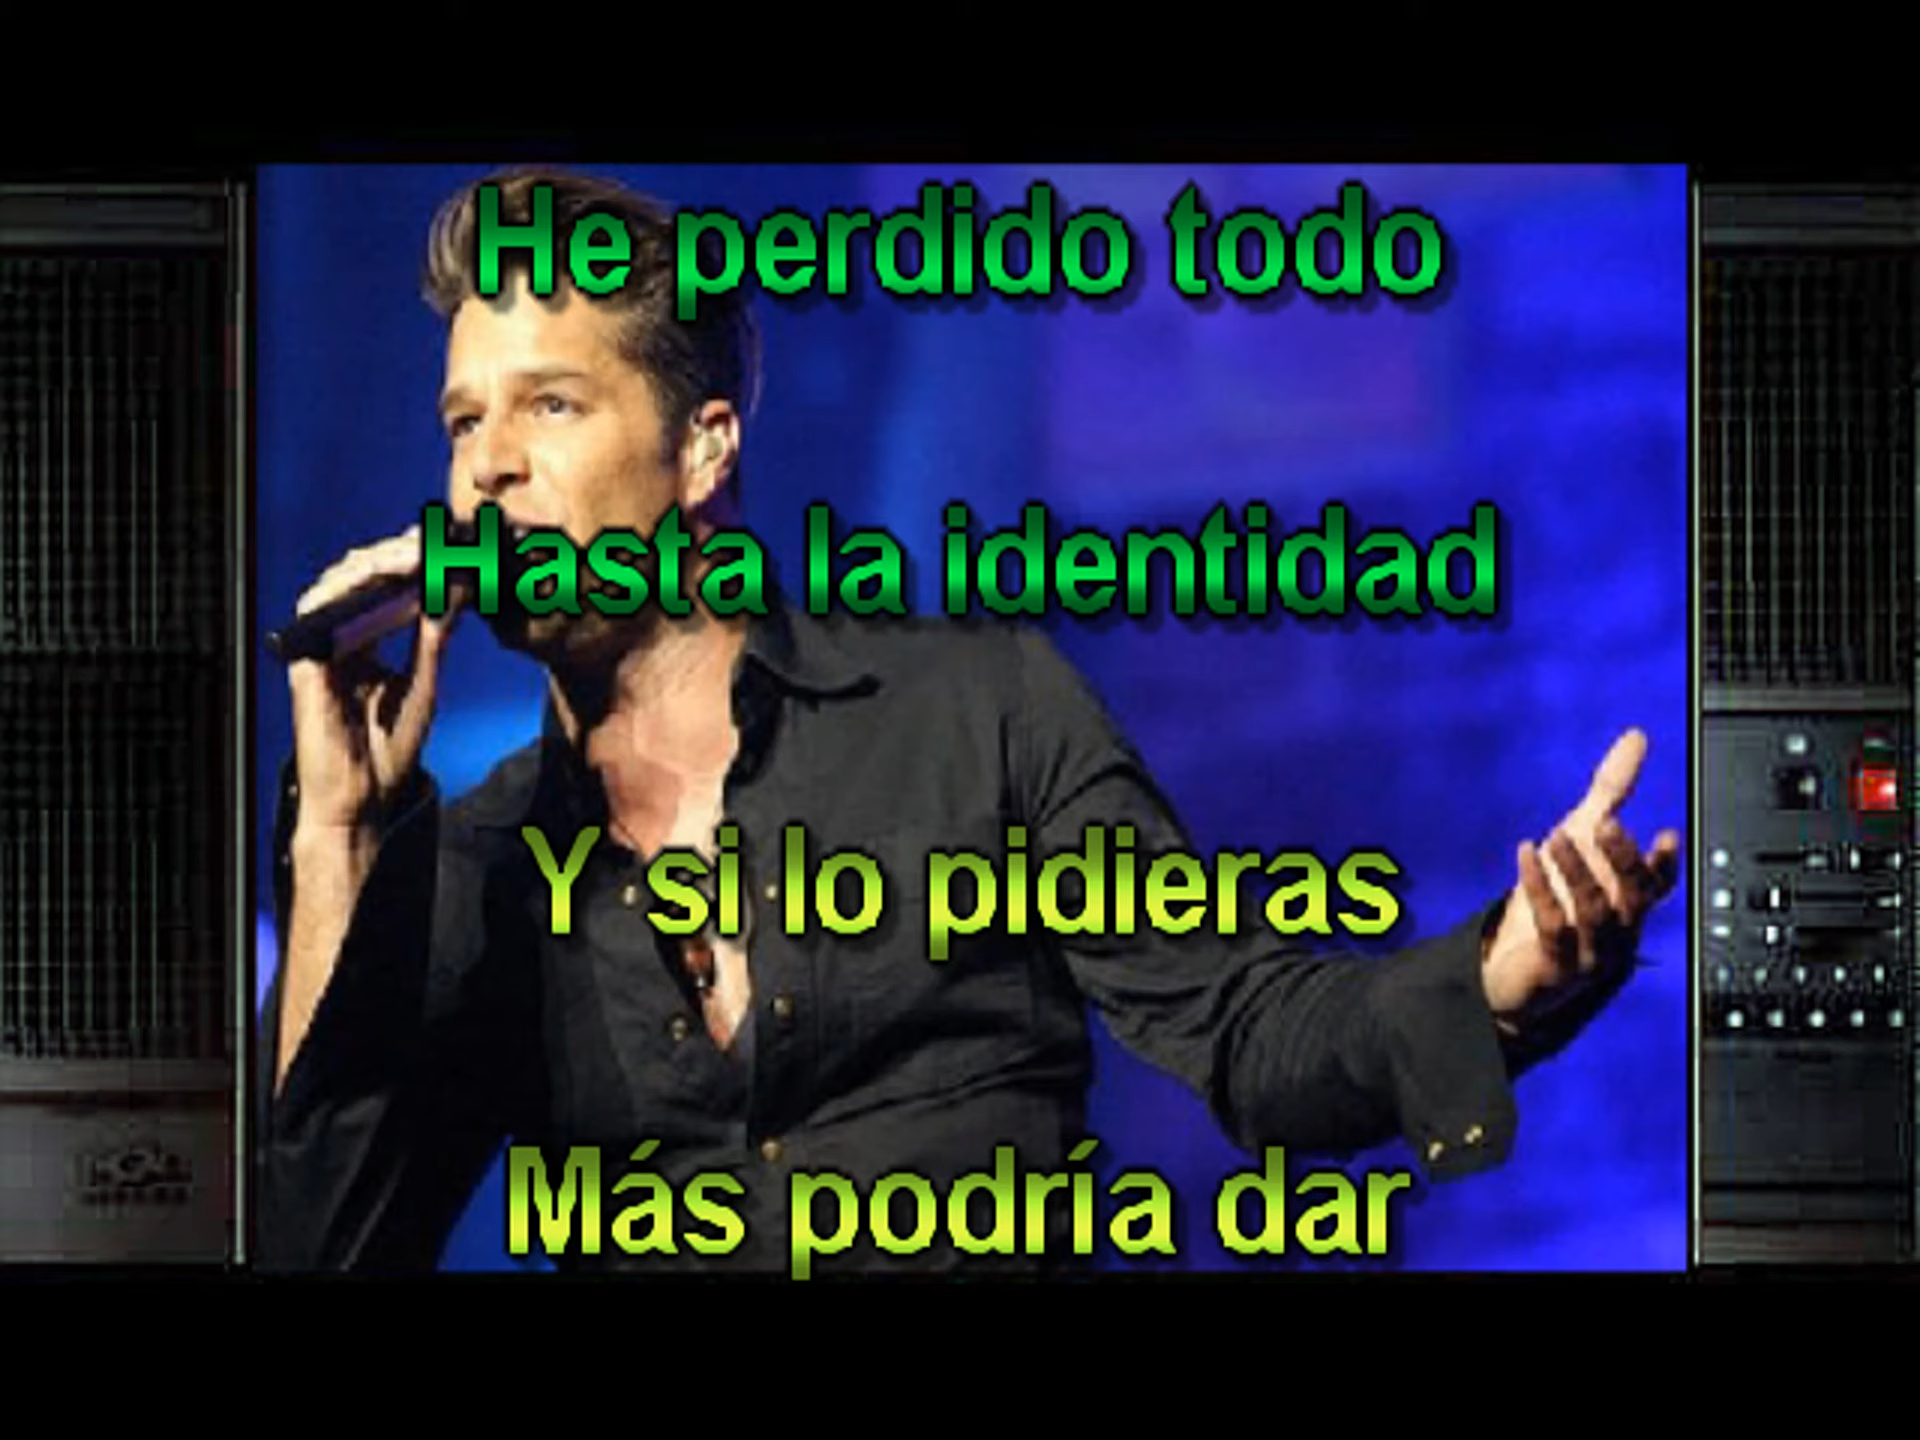 He perdido todo
Hasta la identidad
Y si lo pidieras
Más podría dar